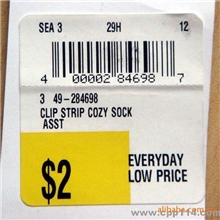 SEA 3 29H 12
4 00002 84698 7
3 49-284698
CLIP STRIP COZY SOCK
ASST
$2
EVERYDAY
LOW PRICE